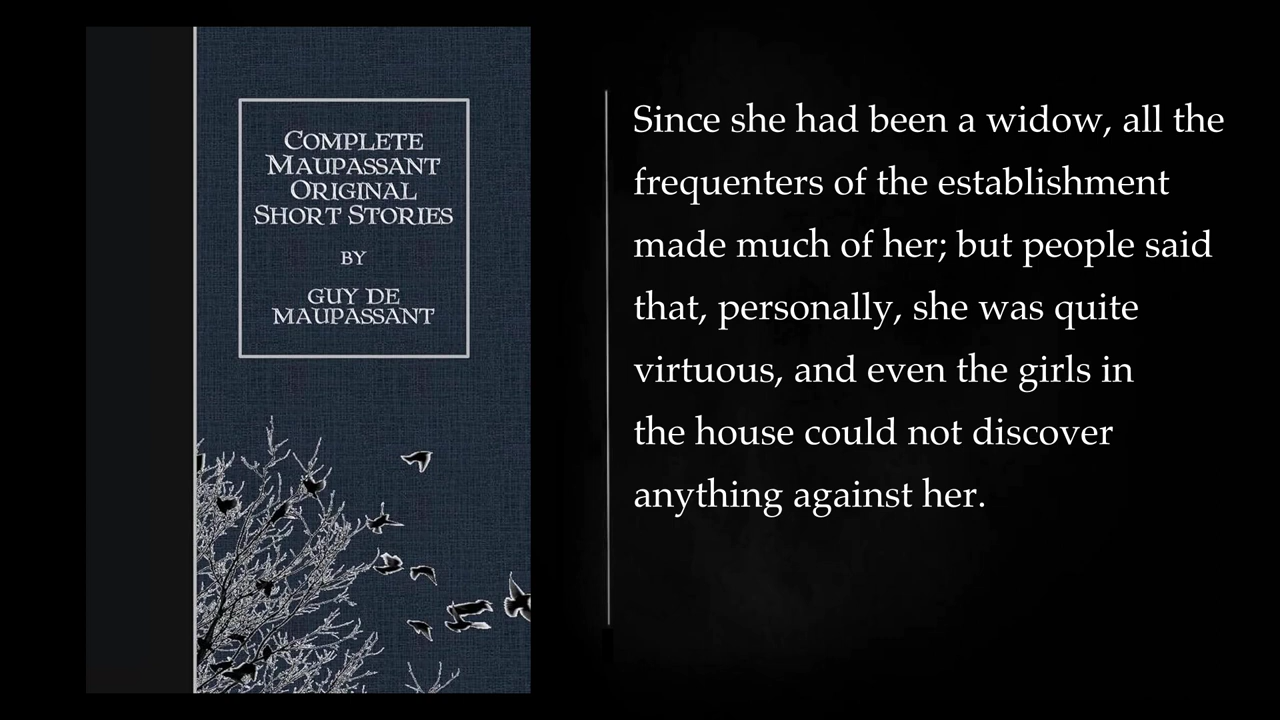 COMPLETE
MAUPASSANT
ORIGINAL
SHORT STORIES
BY
GUY DE
MAUPASSANT
Since she had been a widow, all the
frequenters of the establishment
made much of her; but people said
that, personally, she was quite
virtuous, and even the girls in
the house could not discover
anything against her.